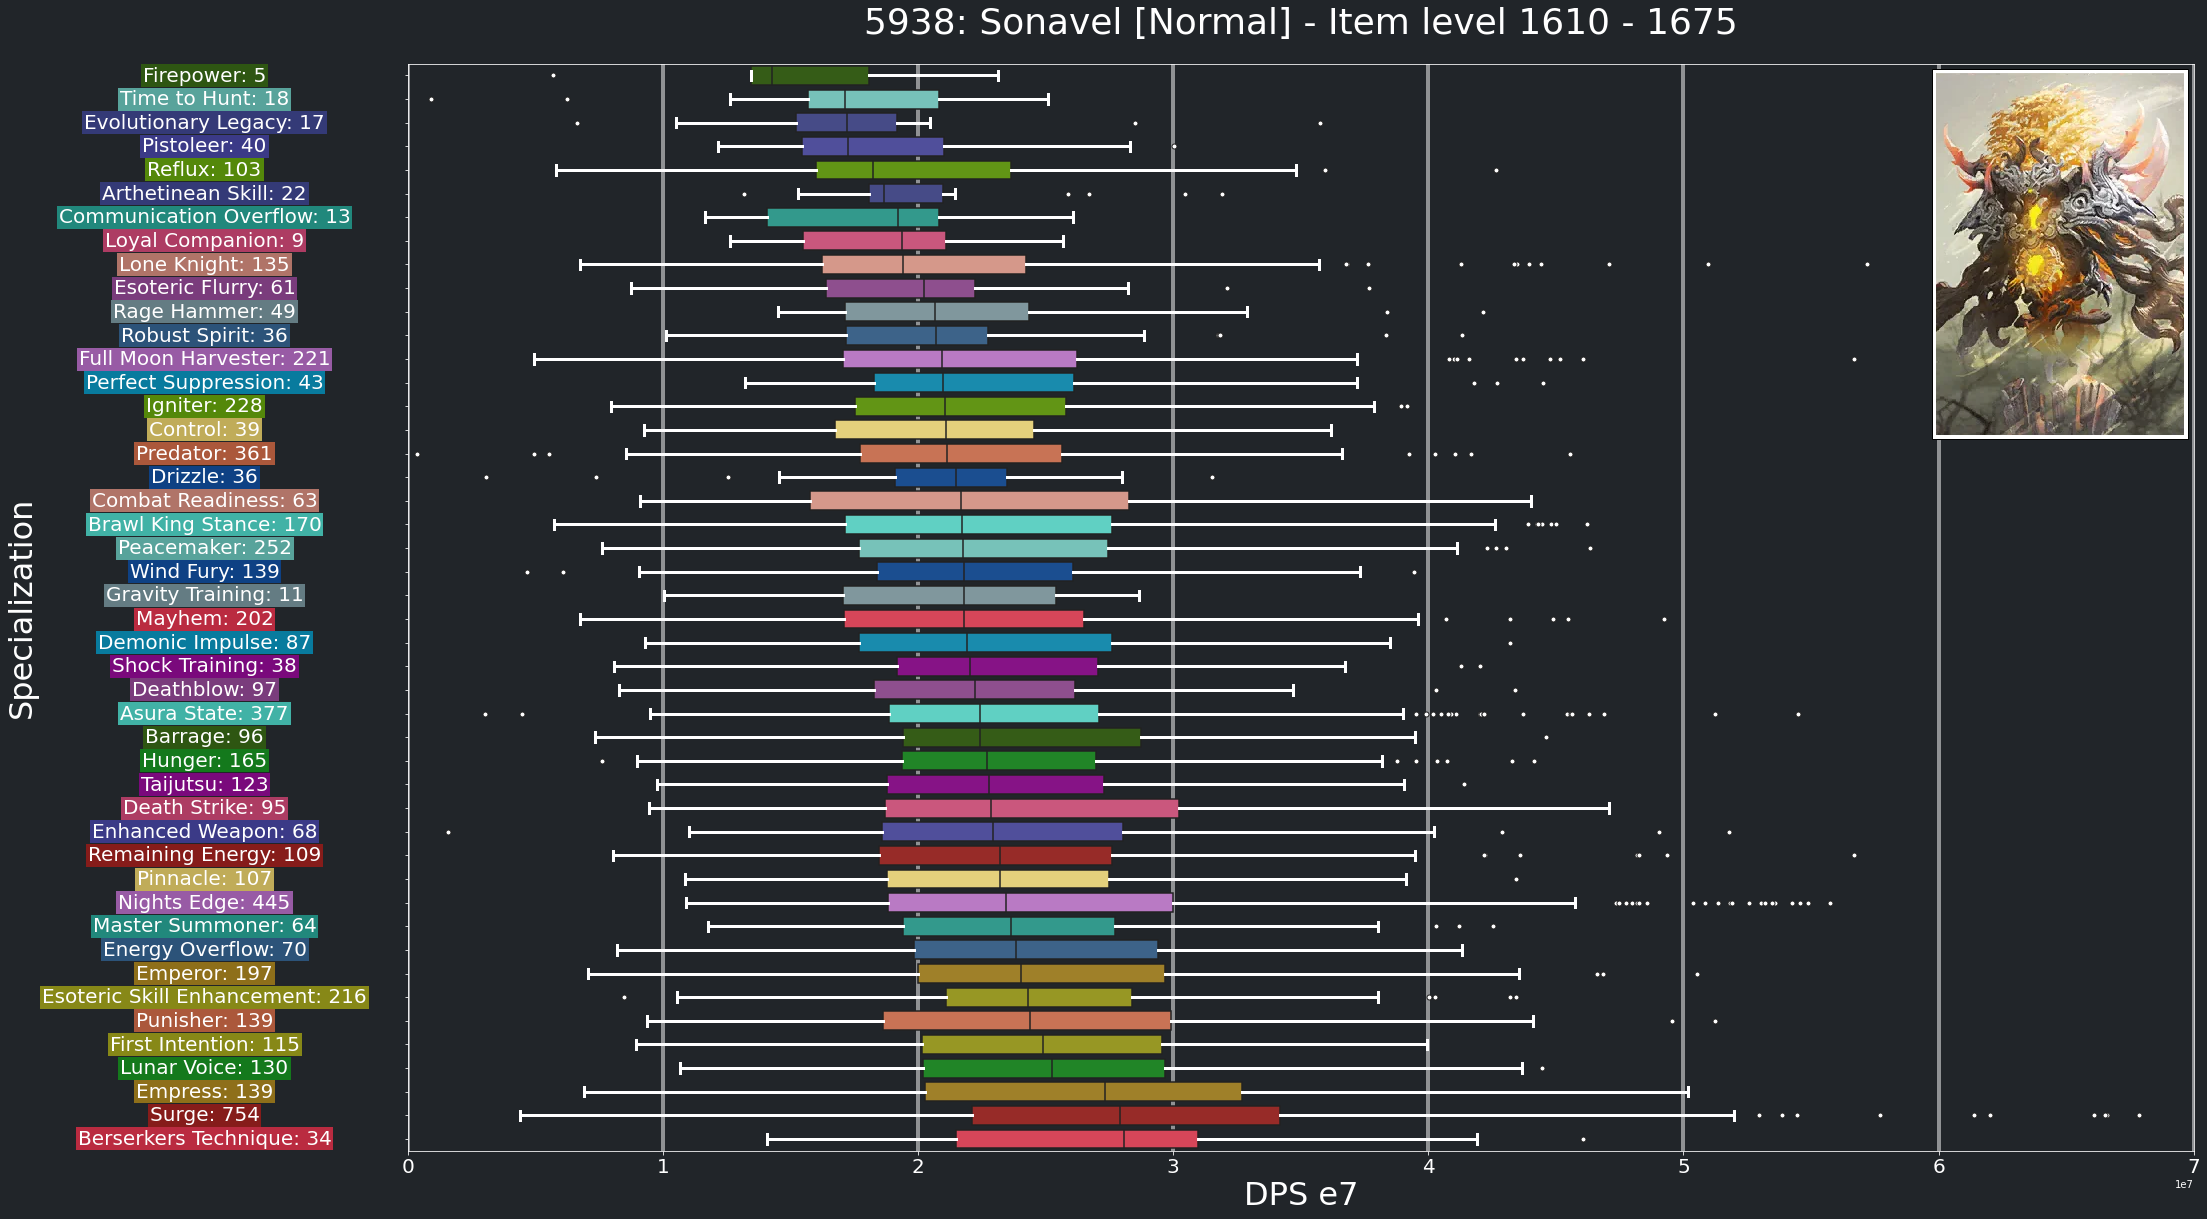 5938: Sonavel [Normal] - Item level 1610 - 1675
Specialization
Firepower: 5
Time to Hunt: 18
Evolutionary Legacy: 17
Pistoleer: 40
Reflux: 103
Arthetinean Skill: 22
Communication Overflow: 13
Loyal Companion: 9
Lone Knight: 135
Esoteric Flurry: 61
Rage Hammer: 49
Robust Spirit: 36
Full Moon Harvester: 221
Perfect Suppression: 43
Igniter: 228
Control: 39
Predator: 361
Drizzle: 36
Combat Readiness: 63
Brawl King Stance: 170
Peacemaker: 252
Wind Fury: 139
Gravity Training: 11
Mayhem: 202
Demonic Impulse: 87
Shock Training: 38
Deathblow: 97
Asura State: 377
Barrage: 96
Hunger: 165
Taijutsu: 123
Death Strike: 95
Enhanced Weapon: 68
Remaining Energy: 109
Pinnacle: 107
Nights Edge: 445
Master Summoner: 64
Energy Overflow: 70
Emperor: 197
Esoteric Skill Enhancement: 216
Punisher: 139
First Intention: 115
Lunar Voice: 130
Empress: 139
Surge: 754
Berserkers Technique: 34
0 1 2 3 4 5 6 7
1e7
DPS e7